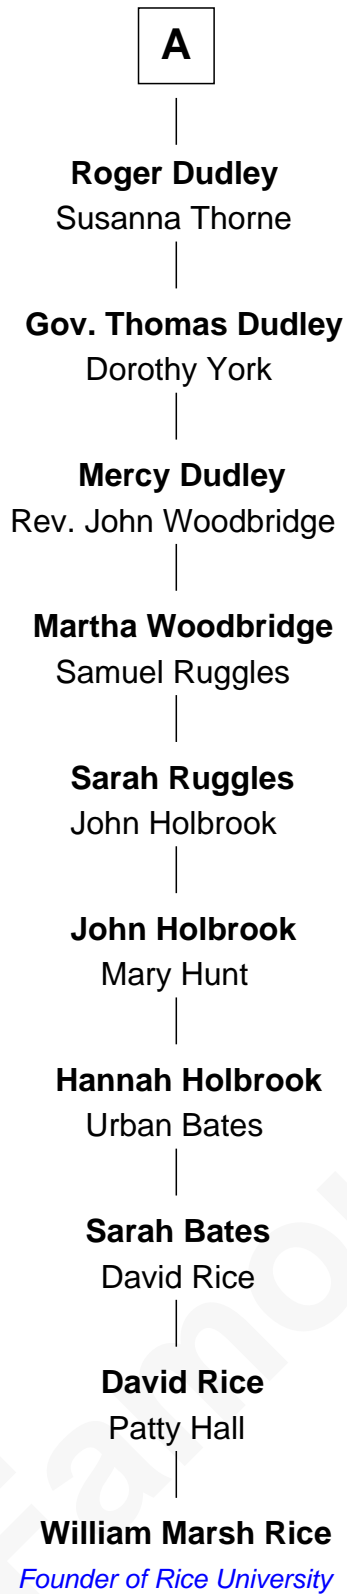 A
Roger Dudley
Susanna Thorne
Gov. Thomas Dudley
Dorothy York
Mercy Dudley
Rev. John Woodbridge
Martha Woodbridge
Samuel Ruggles
Sarah Ruggles
John Holbrook
John Holbrook
Mary Hunt
Hannah Holbrook
Urban Bates
Sarah Bates
David Rice
David Rice
Patty Hall
William Marsh Rice
Founder of Rice University
Famo